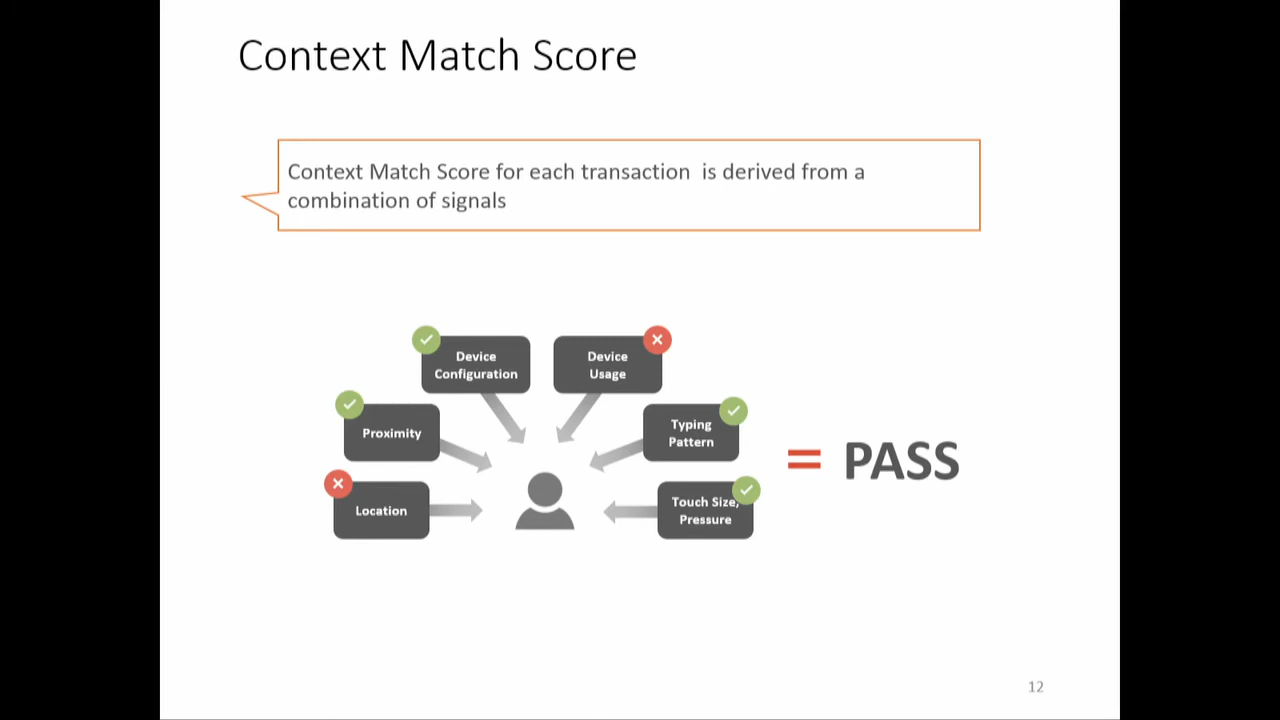 Context Match Score
Context Match Score for each transaction  is derived from a
combination of signals
Device
Configuration
Device
Usage
Proximity
Typing
Pattern
Location
Touch Size,
Pressure
= PASS
12